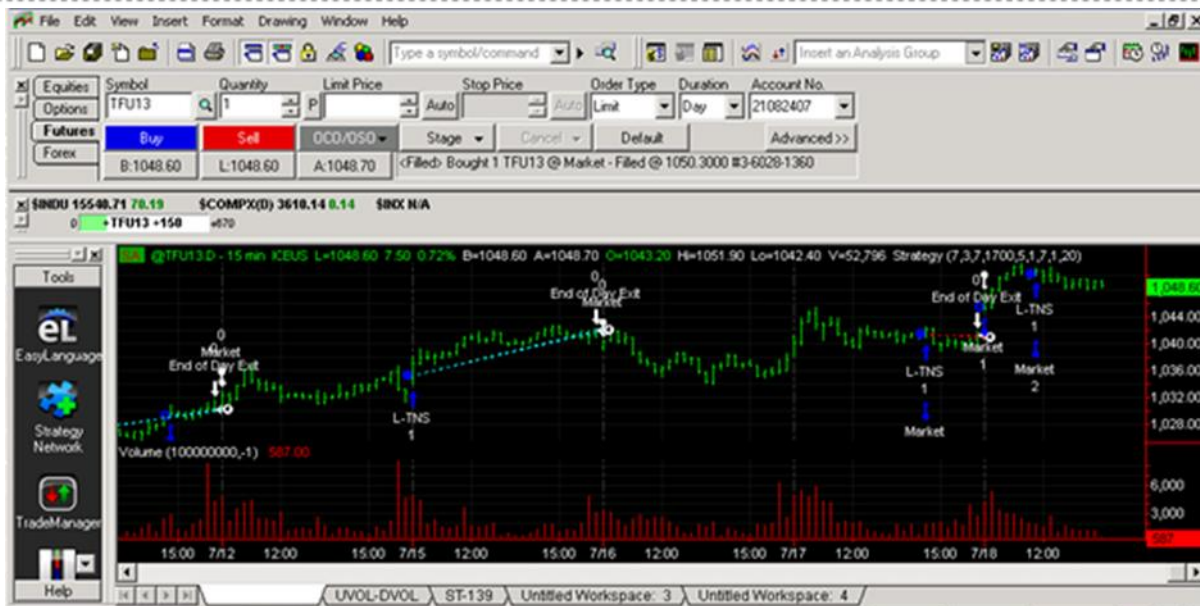 File Edit View Insert Format Drawing Window Help
Type a symbol/command Insert an Analysis Group
Equities Symbol Quantity Limit Price Stop Price Order Type Duration Account No.
Options TFU13 1 P Auto Auto Limit Day 21082407
Futures Buy Sell OCO/OSO Stage Cancel Default Advanced >>
Forex B:1048.60 L:1048.60 A:1048.70 <Filled> Bought 1 TFU13 @ Market - Filled @ 1050.3000 #3-6028-1360
$INDU 15540.71 70.19 $COMPX(D) 3610.14 0.14 $INX N/A
0 +TFU13 +150 +670
Tools
@TFU13.D - 15 min ICEUS L=1048.60 7.50 0.72% B=1048.60 A=1048.70 O=1043.20 Hi=1051.90 Lo=1042.40 V=52,796 Strategy (7,3,7,1700,5,1,7,1,20)
EasyLanguage
Strategy Network
TradeManager
Help
0
Market
End of Day Exit
L-TNS
1
0
End of Day Exit
Market
L-TNS
1
Market
0
End of Day Exit
Market
1
L-TNS
1
Market
2
1,048.60
1,044.00
1,040.00
1,036.00
1,032.00
1,028.00
Volume (100000000,-1) 587.00
6,000
3,000
587
15:00 7/12 12:00 15:00 7/15 12:00 15:00 7/16 12:00 15:00 7/17 12:00 15:00 7/18 12:00
UVOL-DVOL ST-139 Untitled Workspace: 3 Untitled Workspace: 4